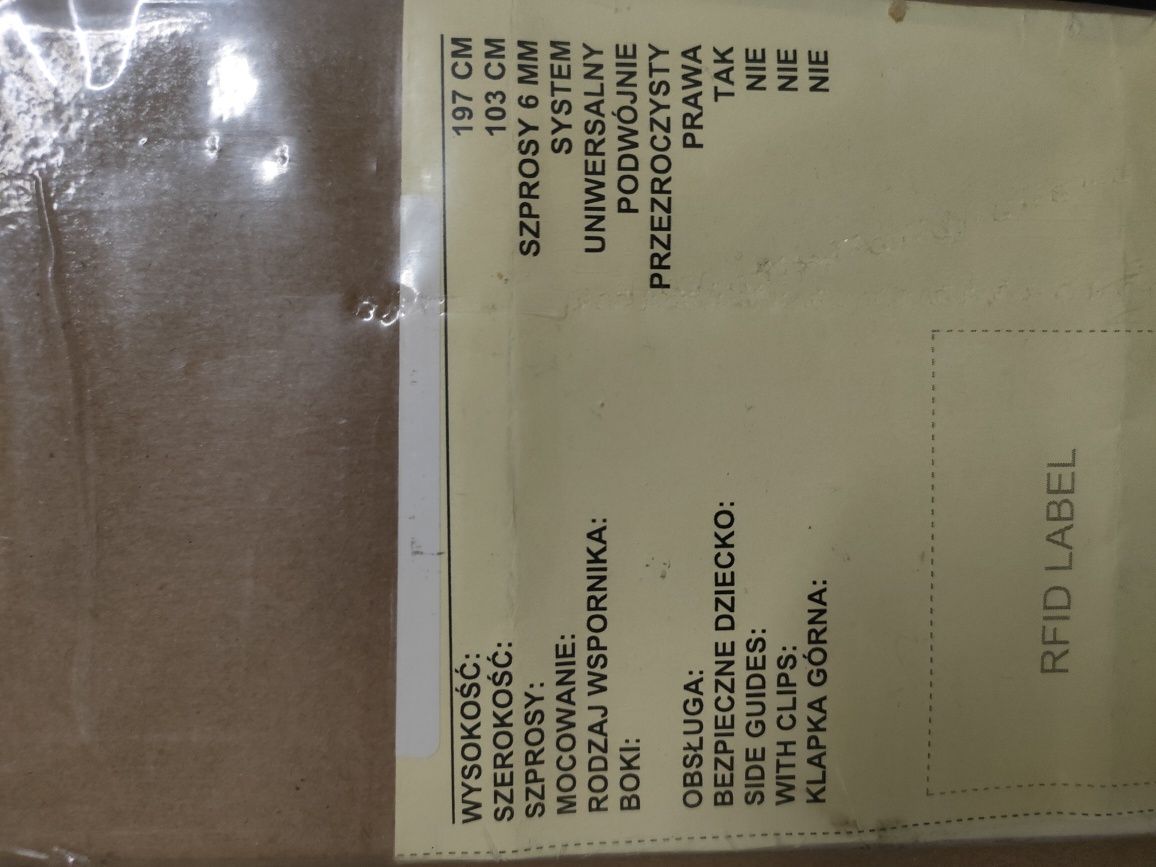 WYSOKOŚĆ: 197 CM
SZEROKOŚĆ: 103 CM
SZPROSY: SZPROSY 6 MM
MOCOWANIE: SYSTEM
RODZAJ WSPORNIKA: UNIWERSALNY
BOKI: PODWÓJNIE
PRZEZROCZYSTY
OBSŁUGA: PRAWA
BEZPIECZNE DZIECKO: TAK
SIDE GUIDES: NIE
WITH CLIPS: NIE
KLAPKA GÓRNA: NIE
RFID LABEL